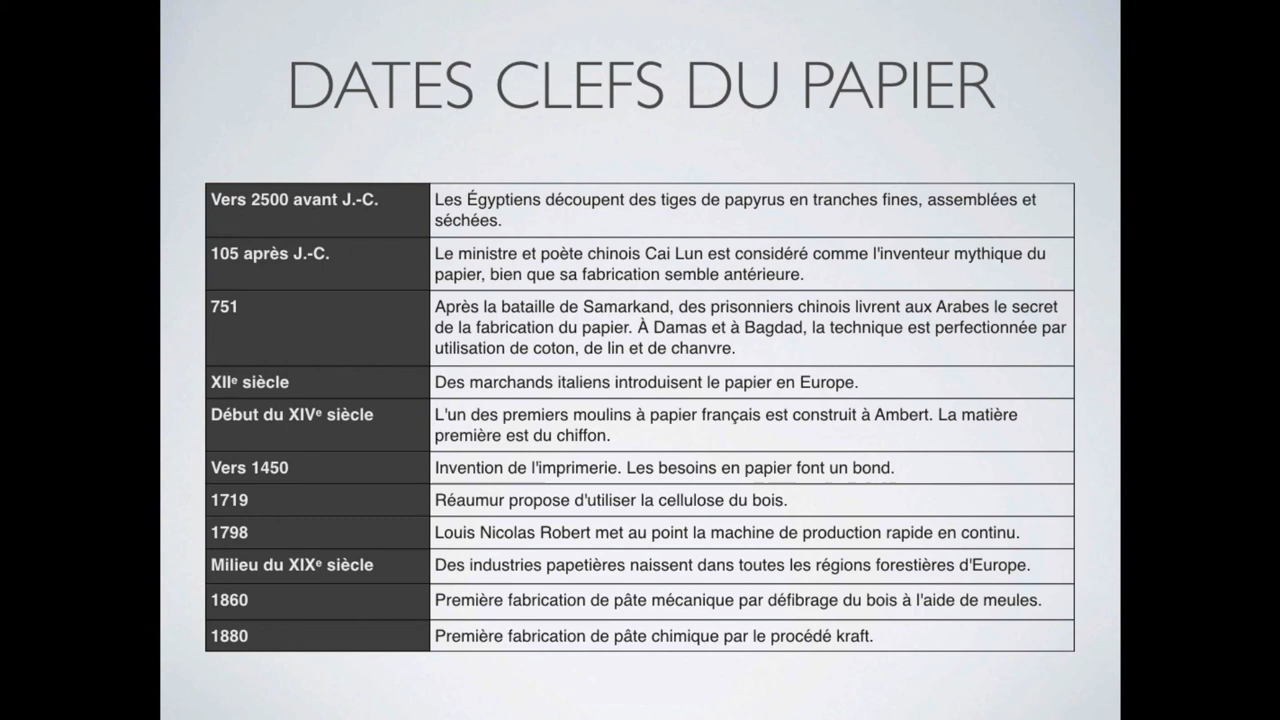 DATES CLEFS DU PAPIER
Vers 2500 avant J.-C.
Les Égyptiens découpent des tiges de papyrus en tranches fines, assemblées et
séchées.
105 après J.-C.
Le ministre et poète chinois Cai Lun est considéré comme l'inventeur mythique du
papier, bien que sa fabrication semble antérieure.
751
Après la bataille de Samarkand, des prisonniers chinois livrent aux Arabes le secret
de la fabrication du papier. À Damas et à Bagdad, la technique est perfectionnée par
utilisation de coton, de lin et de chanvre.
XIIe siècle
Des marchands italiens introduisent le papier en Europe.
Début du XIVe siècle
L'un des premiers moulins à papier français est construit à Ambert. La matière
première est du chiffon.
Vers 1450
Invention de l'imprimerie. Les besoins en papier font un bond.
1719
Réaumur propose d'utiliser la cellulose du bois.
1798
Louis Nicolas Robert met au point la machine de production rapide en continu.
Milieu du XIXe siècle
Des industries papetières naissent dans toutes les régions forestières d'Europe.
1860
Première fabrication de pâte mécanique par défibrage du bois à l'aide de meules.
1880
Première fabrication de pâte chimique par le procédé kraft.